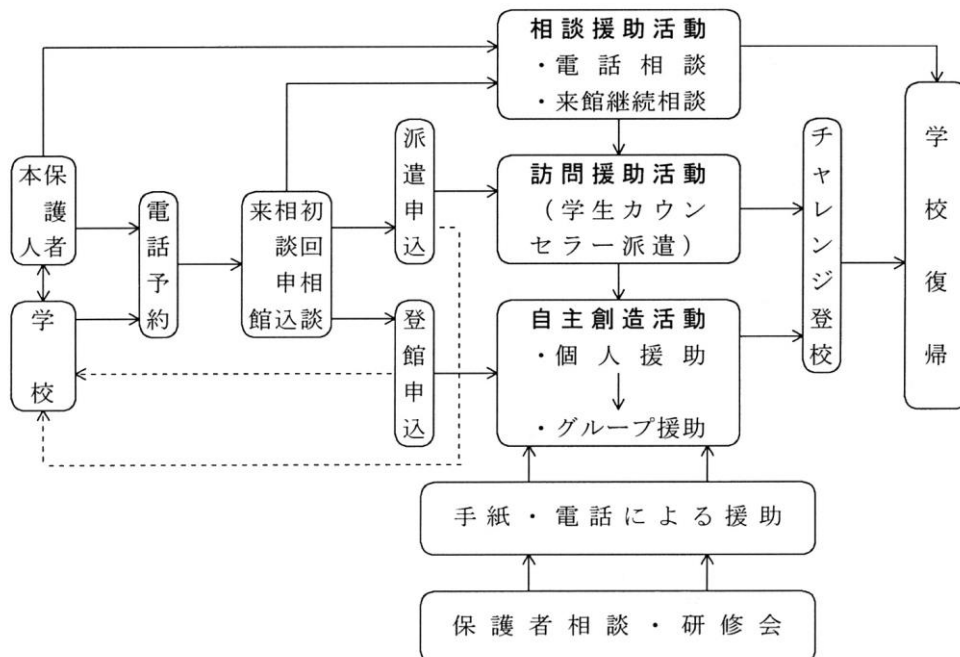 相談援助活動
・電話相談
・来館継続相談
保護者
本人
学校
電話予約
初回相談
相談申込
来館
派遣申込
登館申込
訪問援助活動
(学生カウン
セラー派遣)
自主創造活動
・個人援助
・グループ援助
チャレンジ登校
学校復帰
手紙・電話による援助
保護者相談・研修会